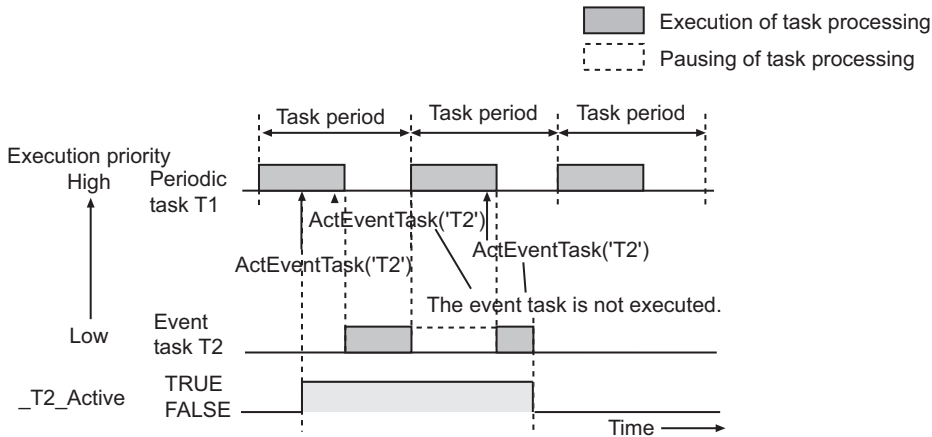 Execution of task processing
Pausing of task processing
Task period
Task period
Task period
Execution priority
High
Periodic
task T1
ActEventTask('T2')
ActEventTask('T2')
ActEventTask('T2')
The event task is not executed.
Low
Event
task T2
_T2_Active
TRUE
FALSE
Time